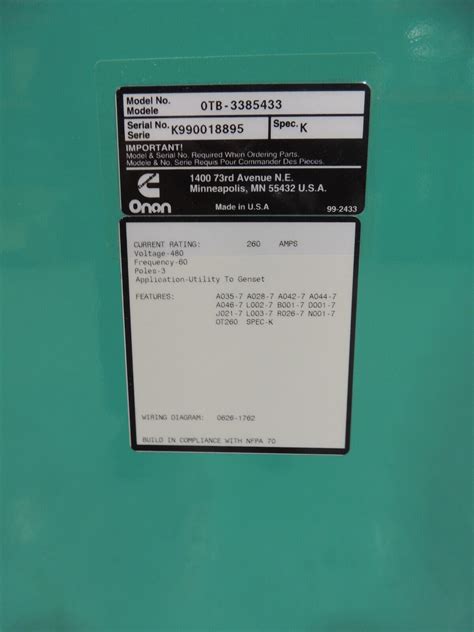 Model No.
Modele
OTB-3385433
Serial No.
Serie
K990018895
Spec. K
IMPORTANT!
Model & Serial No. Required When Ordering Parts.
Model & No. Serie Requis Pour Commander Des Pieces.
1400 73rd Avenue N.E.
Minneapolis, MN 55432 U.S.A.
Onan
Made in U.S.A
99-2433
CURRENT RATING: 260 AMPS
Voltage-480
Frequency-60
Poles-3
Application-Utility To Genset
FEATURES: A035-7 A028-7 A042-7 A044-7
A046-7 L002-7 B001-7 D001-7
J021-7 L003-7 R026-7 N001-7
OT260 SPEC-K
WIRING DIAGRAM: 0626-1762
BUILD IN COMPLIANCE WITH NFPA 70